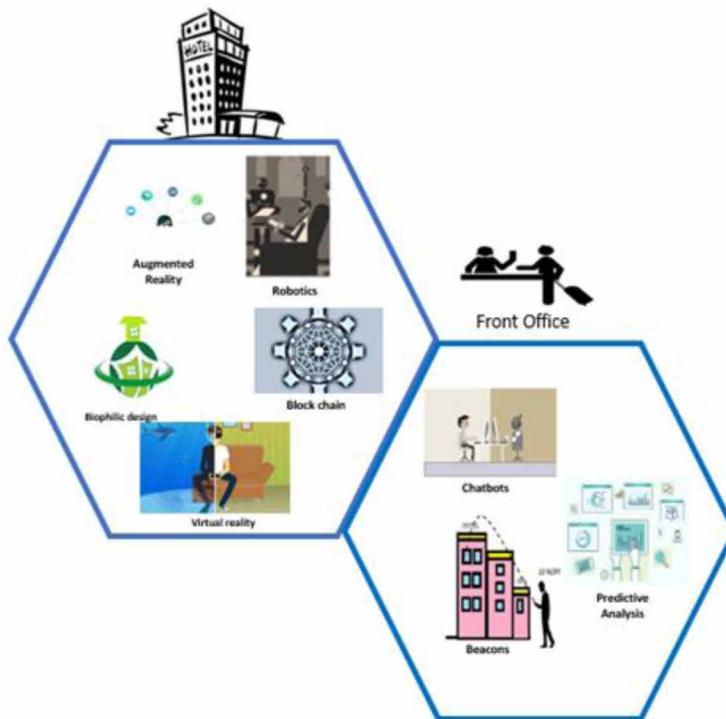 HOTEL
Augmented
Reality
Robotics
Front Office
Biophilic design
Block chain
Virtual reality
Chatbots
Predictive
Analysis
Beacons